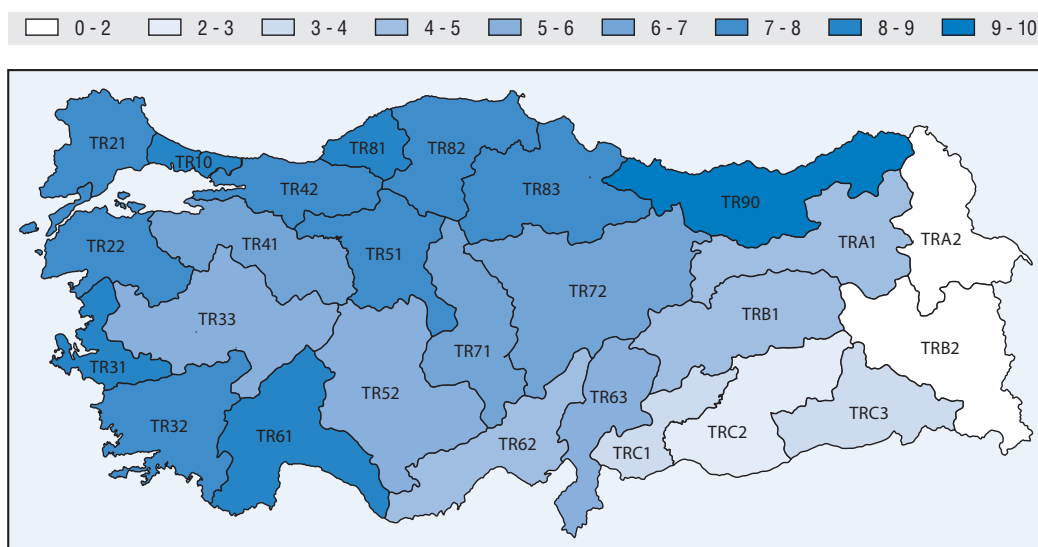 0 - 2 2 - 3 3 - 4 4 - 5 5 - 6 6 - 7 7 - 8 8 - 9 9 - 10
TR21
TR10
TR81
TR82
TR42
TR83
TR90
TR22
TR41
TR51
TRA1
TRA2
TR72
TRB1
TR33
TRB2
TR31
TR71
TR52
TR63
TR32
TR61
TR62
TRC1
TRC2
TRC3